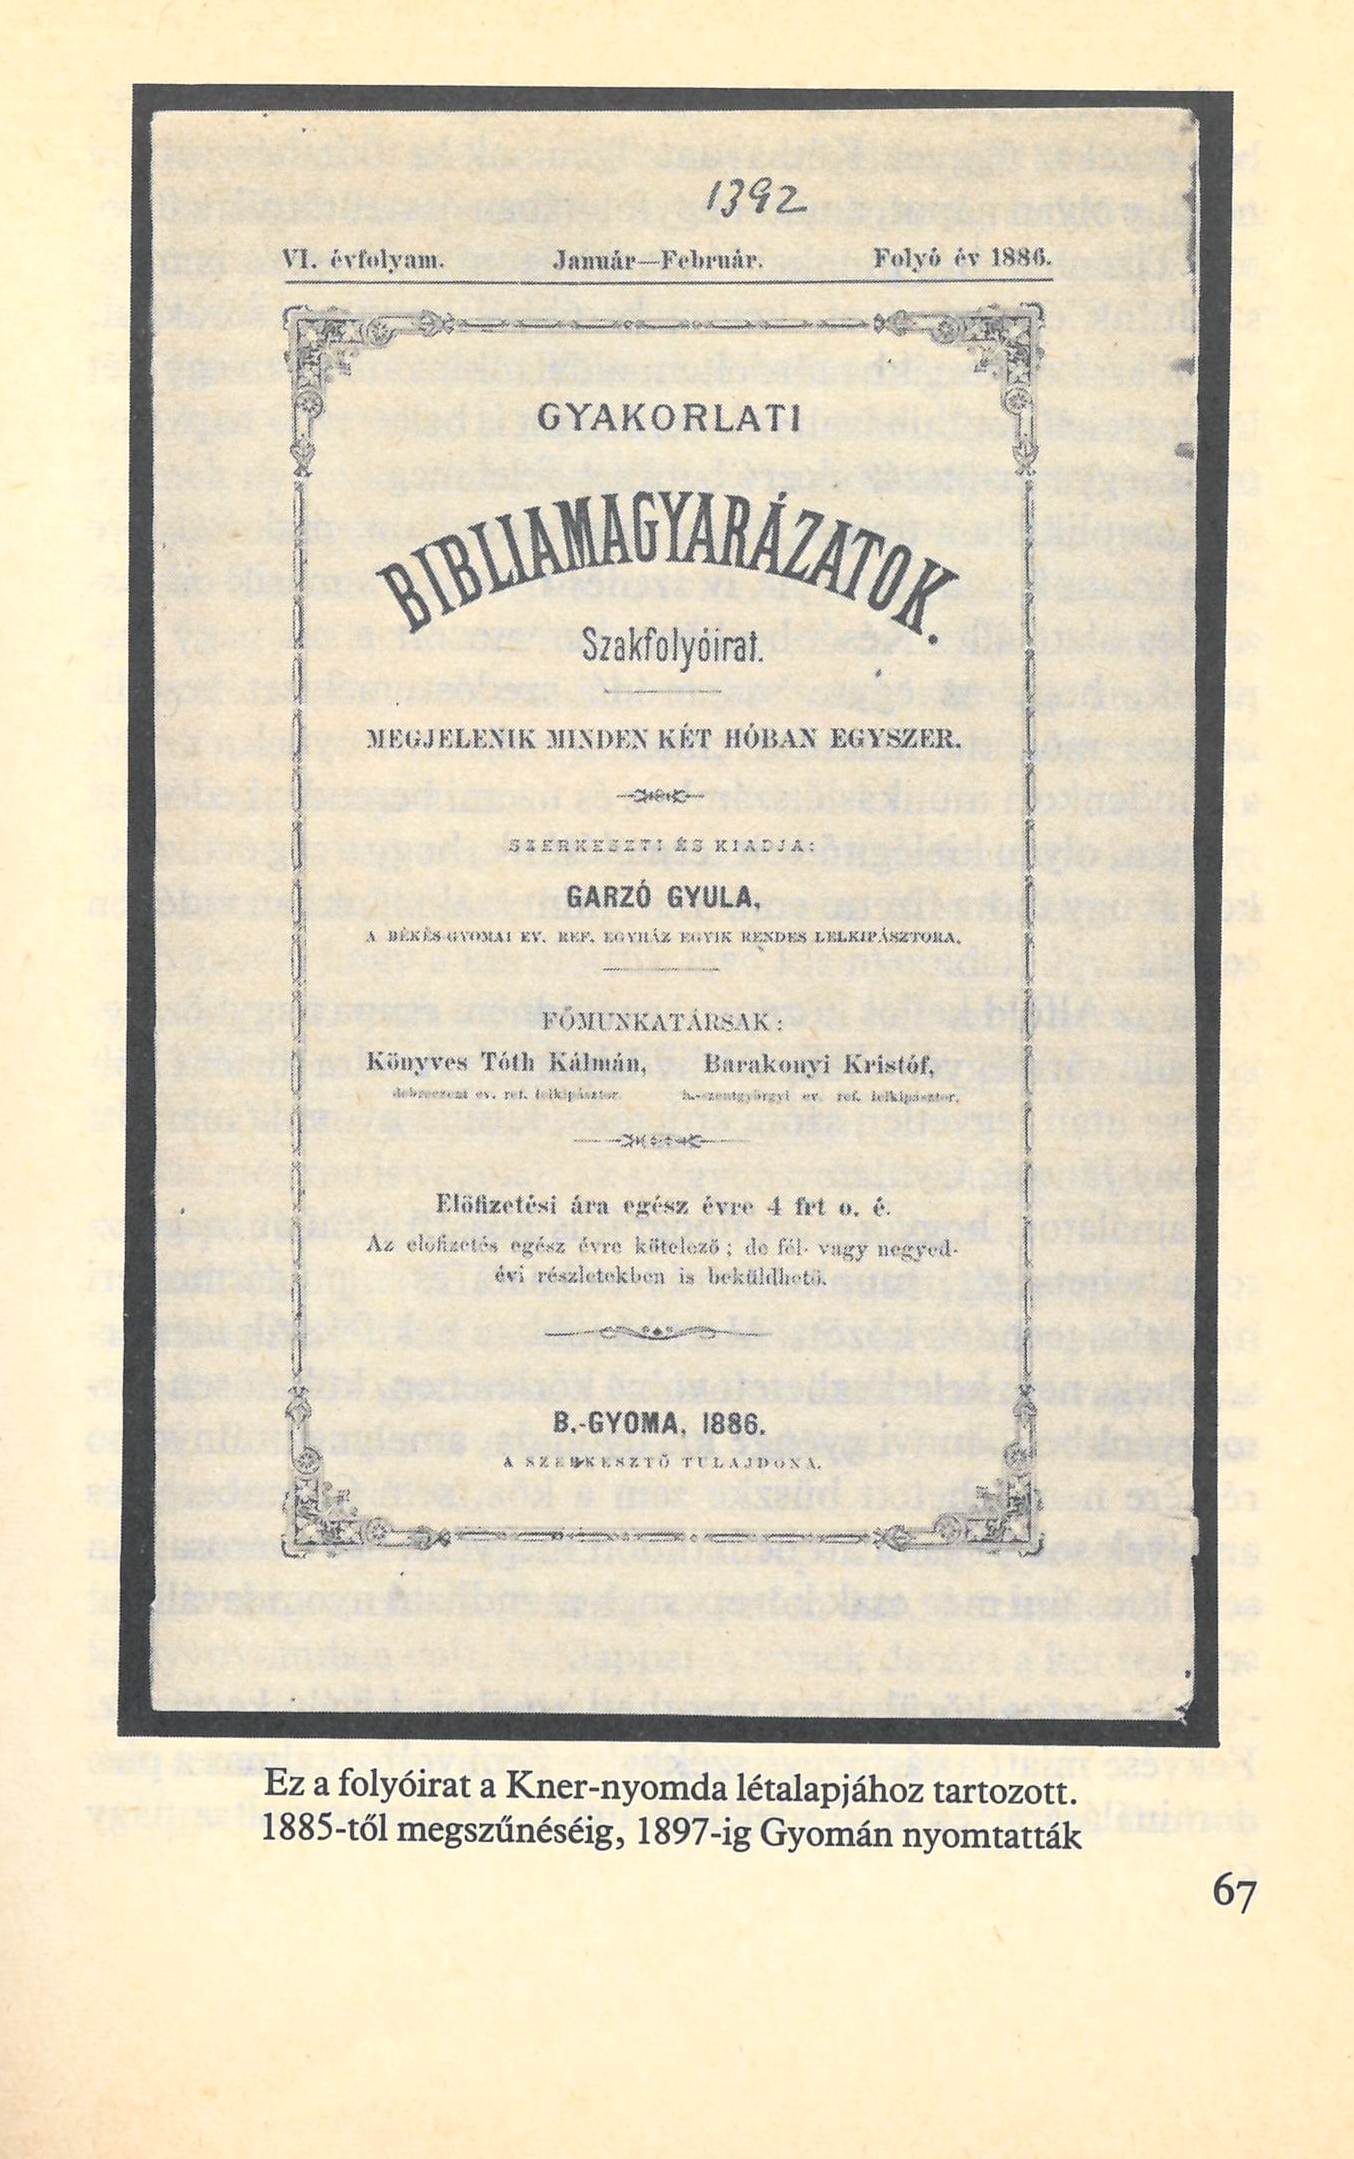 1392
VI. évfolyam. Január—Február. Folyó év 1886.
GYAKORLATI
BIBLIAMAGYARÁZATOK.
Szakfolyóirat.
MEGJELENIK MINDEN KÉT HÓBAN EGYSZER.
SZERKESZTI ÉS KIADJA:
GARZÓ GYULA,
A BÉKÉS-GYOMAI EV. REF. EGYHÁZ EGYIK RENDES LELKIPÁSZTORA.
FŐMUNKATÁRSAK:
Könyves Tóth Kálmán, Barakonyi Kristóf,
debreczeni ev. ref. lelkipásztor. h.-szentgyörgyi ev. ref. lelkipásztor.
Előfizetési ára egész évre 4 frt o. é.
Az előfizetés egész évre kötelező; de fél- vagy negyed-
évi részletekben is beküldhető.
B.-GYOMA, 1886.
A SZERKESZTŐ TULAJDONA.
Ez a folyóirat a Kner-nyomda létalapjához tartozott.
1885-től megszűnéséig, 1897-ig Gyomán nyomtatták
67